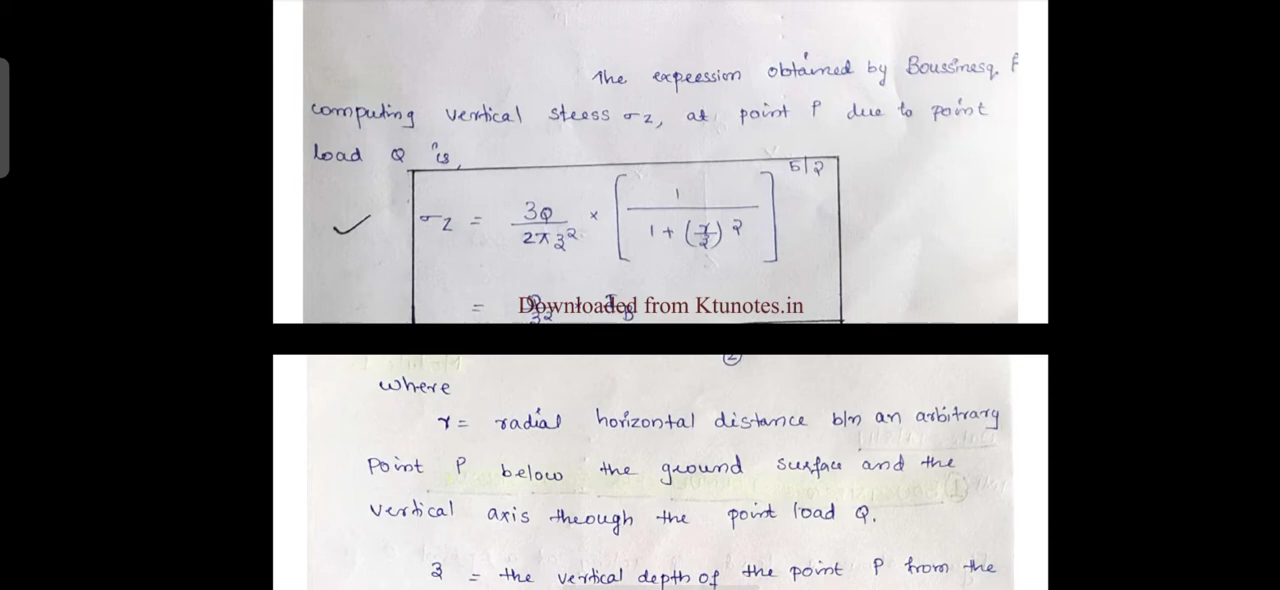 The expression obtained by Boussinesq, f
computing vertical stress σz, at point P due to point
load Q is,
σz = 3Q / 2πz² × [ 1 / 1 + (r/z)² ]^5/2
=
Downloaded from Ktunotes.in
②
where
r = radial horizontal distance b/n an arbitrary
Point P below the ground surface and the
vertical axis through the point load Q.
z = the vertical depth of the point P from the